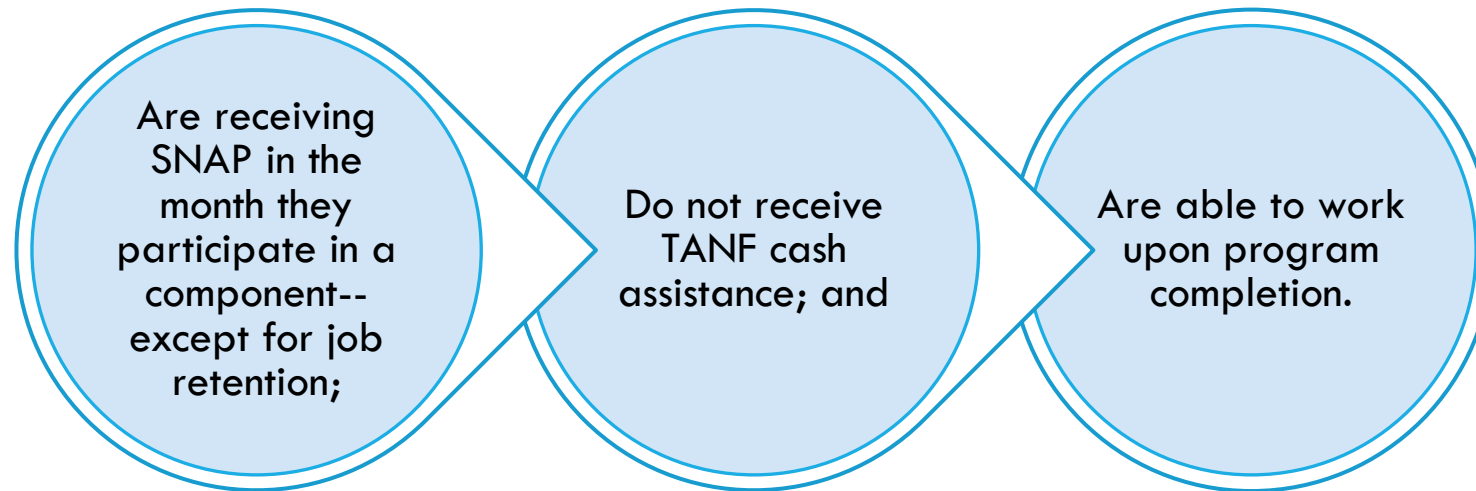 Are receiving
SNAP in the
month they
participate in a
component--
except for job
retention;
Do not receive
TANF cash
assistance; and
Are able to work
upon program
completion.